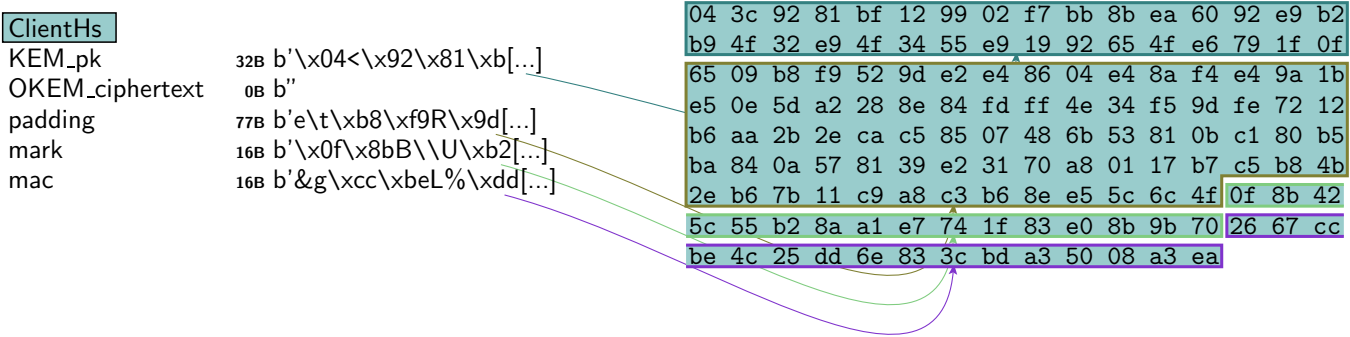 ClientHs
KEM_pk 32B b'\x04<\x92\x81\xb[...]
OKEM_ciphertext 0B b''
padding 77B b'e\t\xb8\xf9R\x9d[...]
mark 16B b'\x0f\x8bB\\U\xb2[...]
mac 16B b'&g\xcc\xbeL%\xdd[...]
04 3c 92 81 bf 12 99 02 f7 bb 8b ea 60 92 e9 b2
b9 4f 32 e9 4f 34 55 e9 19 92 65 4f e6 79 1f 0f
65 09 b8 f9 52 9d e2 e4 86 04 e4 8a f4 e4 9a 1b
e5 0e 5d a2 28 8e 84 fd ff 4e 34 f5 9d fe 72 12
b6 aa 2b 2e ca c5 85 07 48 6b 53 81 0b c1 80 b5
ba 84 0a 57 81 39 e2 31 70 a8 01 17 b7 c5 b8 4b
2e b6 7b 11 c9 a8 c3 b6 8e e5 5c 6c 4f 0f 8b 42
5c 55 b2 8a a1 e7 74 1f 83 e0 8b 9b 70 26 67 cc
be 4c 25 dd 6e 83 3c bd a3 50 08 a3 ea